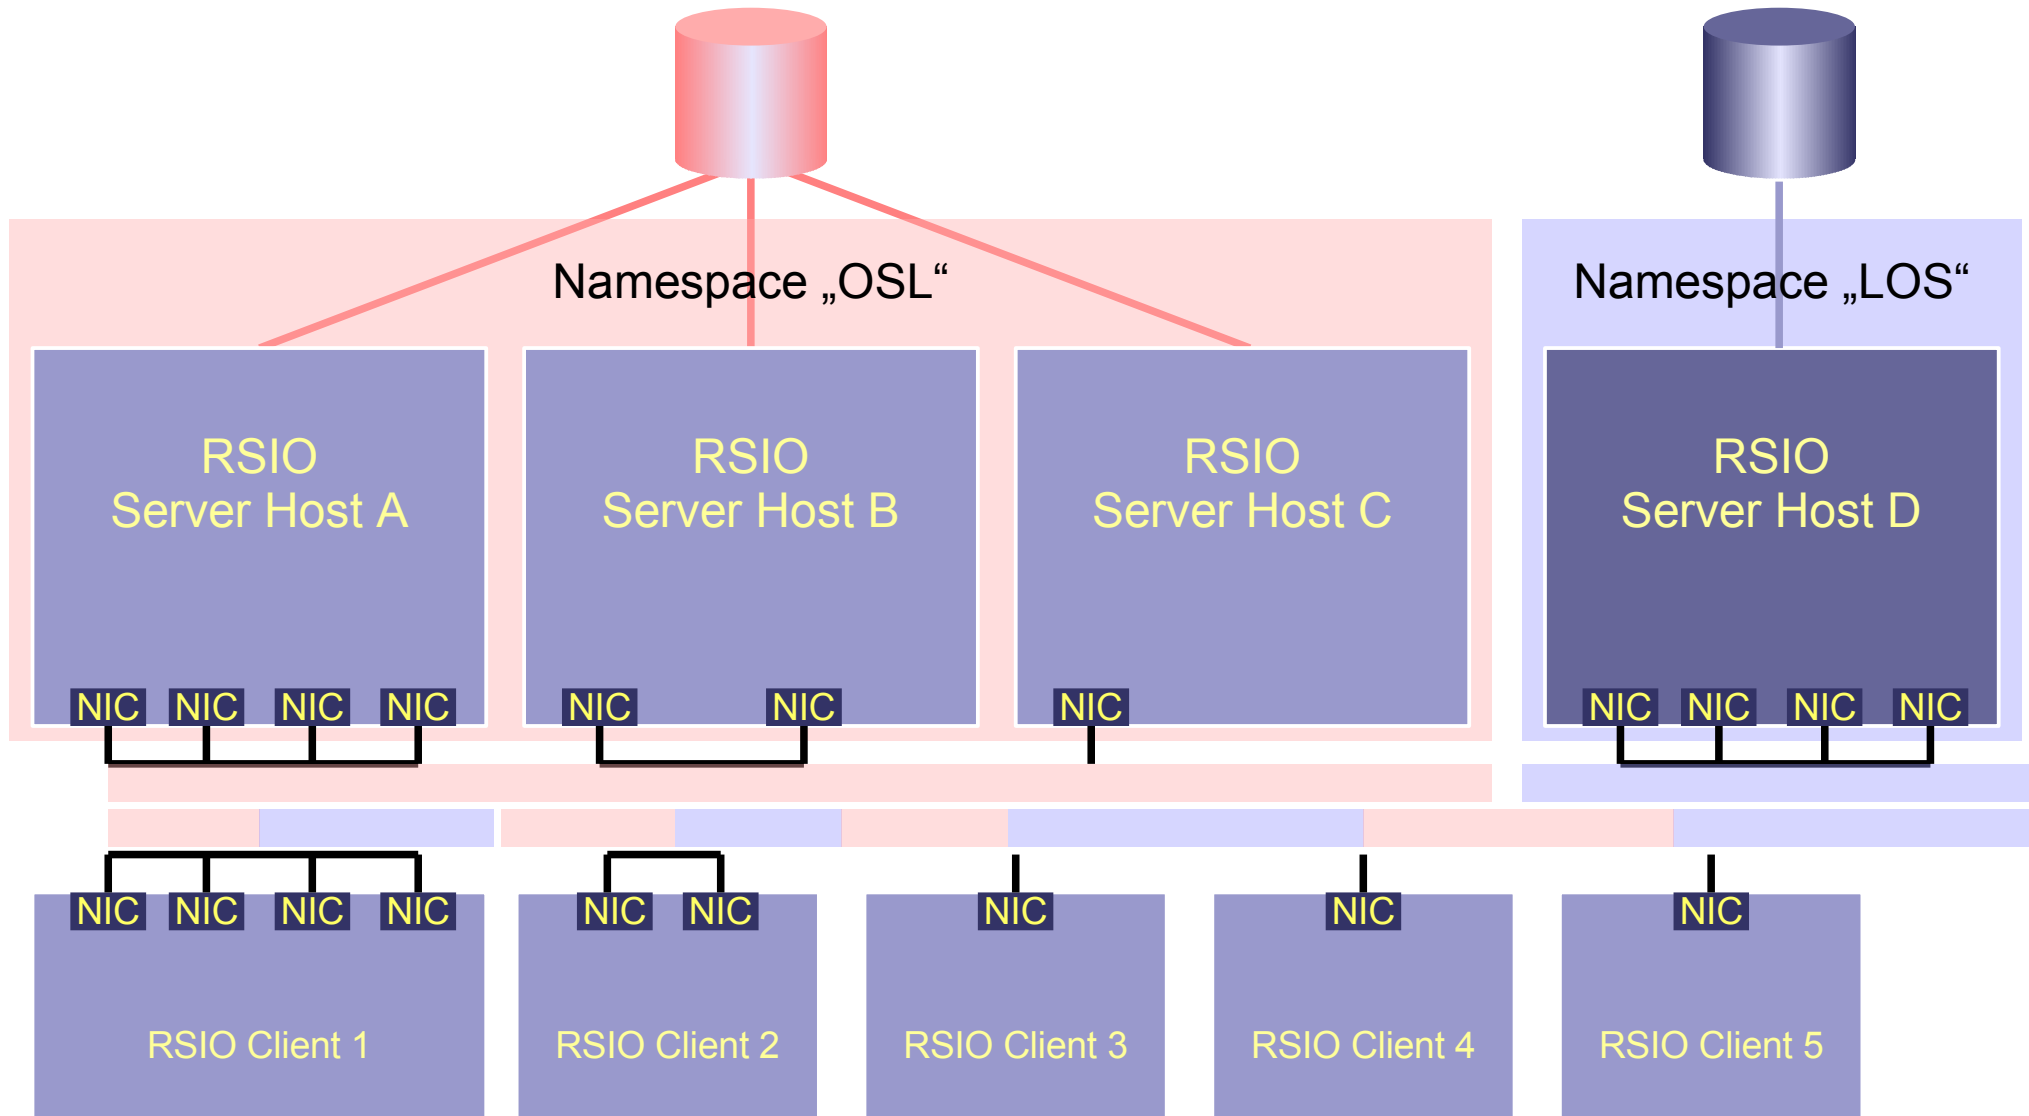 Namespace „OSL“
Namespace „LOS“
RSIO
Server Host A
RSIO
Server Host B
RSIO
Server Host C
RSIO
Server Host D
NIC NIC NIC NIC
NIC NIC
NIC
NIC NIC NIC NIC
NIC NIC NIC NIC
NIC NIC
NIC
NIC
NIC
RSIO Client 1
RSIO Client 2
RSIO Client 3
RSIO Client 4
RSIO Client 5